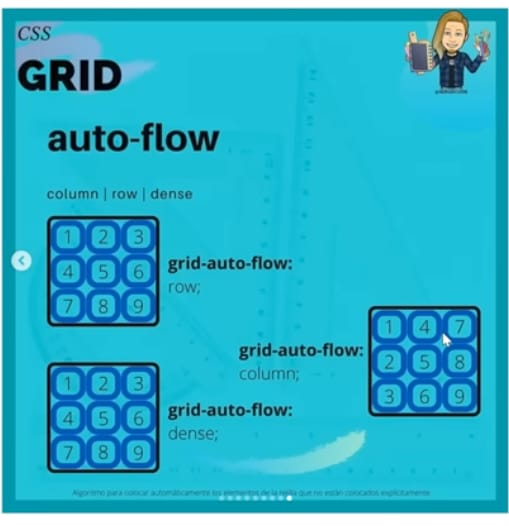 CSS
GRID
auto-flow
column | row | dense
1 2 3
4 5 6
7 8 9
grid-auto-flow:
row;
1 4 7
2 5 8
3 6 9
grid-auto-flow:
column;
1 2 3
4 5 6
7 8 9
grid-auto-flow:
dense;
Algoritmo para colocar automáticamente los elementos de la rejilla que no están colocados explícitamente